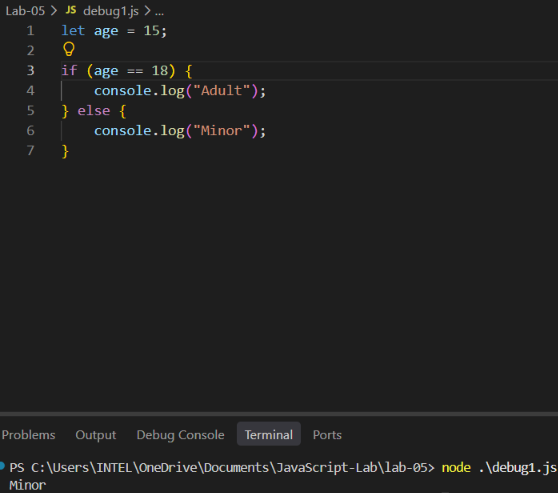 Lab-05 > JS debug1.js > ...
1 let age = 15;
2
3 if (age == 18) {
4 console.log("Adult");
5 } else {
6 console.log("Minor");
7 }
Problems Output Debug Console Terminal Ports
PS C:\Users\INTEL\OneDrive\Documents\JavaScript-Lab\lab-05> node .\debug1.js
Minor